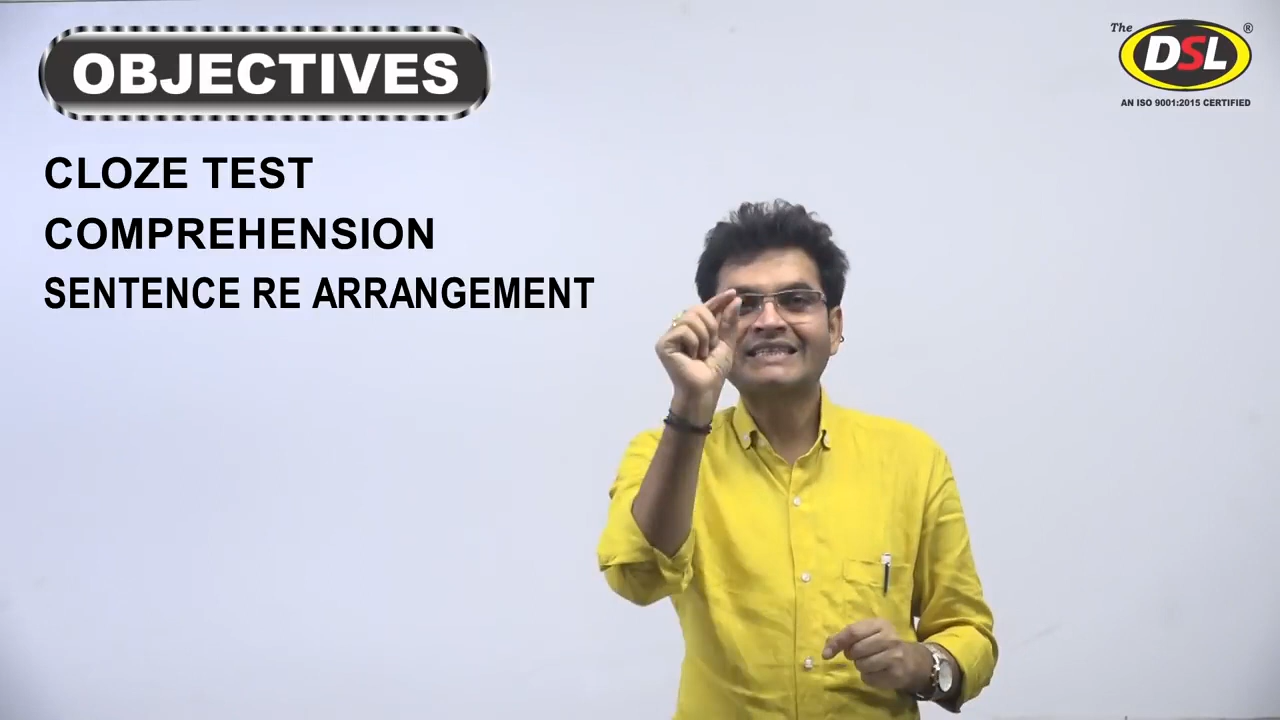 OBJECTIVES
The DSL ®
AN ISO 9001:2015 CERTIFIED
CLOZE TEST
COMPREHENSION
SENTENCE RE ARRANGEMENT